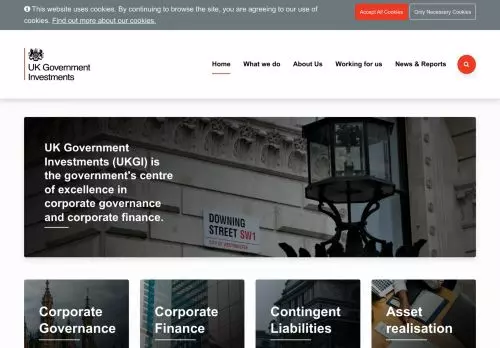 This website uses cookies. By continuing to browse the site, you are agreeing to our use
of cookies. Find out more about our cookies.
Accept All Cookies
Only Necessary Cookies
UK Government
Investments
Home
What we do
About Us
Working for us
News & Reports
UK Government
Investments (UKGI) is
the government's centre
of excellence in
corporate governance
and corporate finance.
DOWNING
STREET SW1
CITY OF WESTMINSTER
Corporate
Governance
Corporate
Finance
Contingent
Liabilities
Asset
realisation